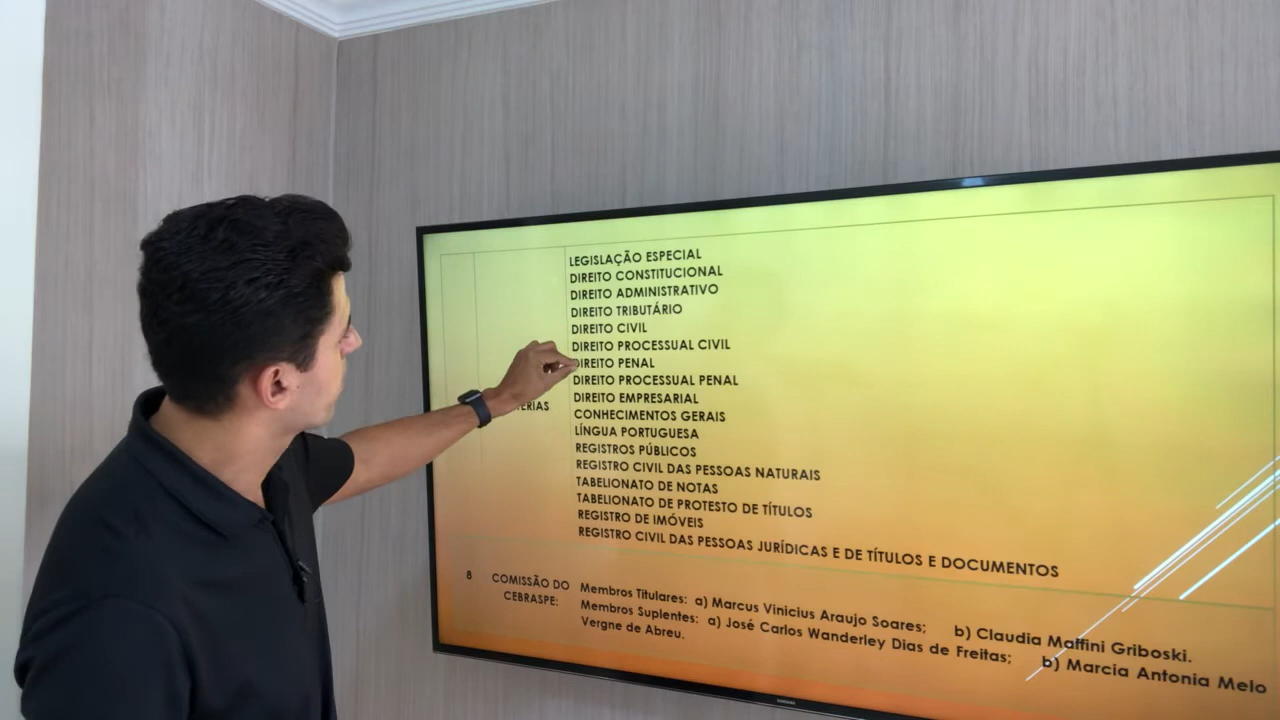 LEGISLAÇÃO ESPECIAL
DIREITO CONSTITUCIONAL
DIREITO ADMINISTRATIVO
DIREITO TRIBUTÁRIO
DIREITO CIVIL
DIREITO PROCESSUAL CIVIL
DIREITO PENAL
DIREITO PROCESSUAL PENAL
DIREITO EMPRESARIAL
CONHECIMENTOS GERAIS
LÍNGUA PORTUGUESA
REGISTROS PÚBLICOS
REGISTRO CIVIL DAS PESSOAS NATURAIS
TABELIONATO DE NOTAS
TABELIONATO DE PROTESTO DE TÍTULOS
REGISTRO DE IMÓVEIS
REGISTRO CIVIL DAS PESSOAS JURÍDICAS E DE TÍTULOS E DOCUMENTOS
8
COMISSÃO DO
CEBRASPE:
Membros Titulares: a) Marcus Vinicius Araujo Soares; b) Claudia Maffini Griboski.
Membros Suplentes: a) José Carlos Wanderley Dias de Freitas; b) Marcia Antonia Melo
Vergne de Abreu.